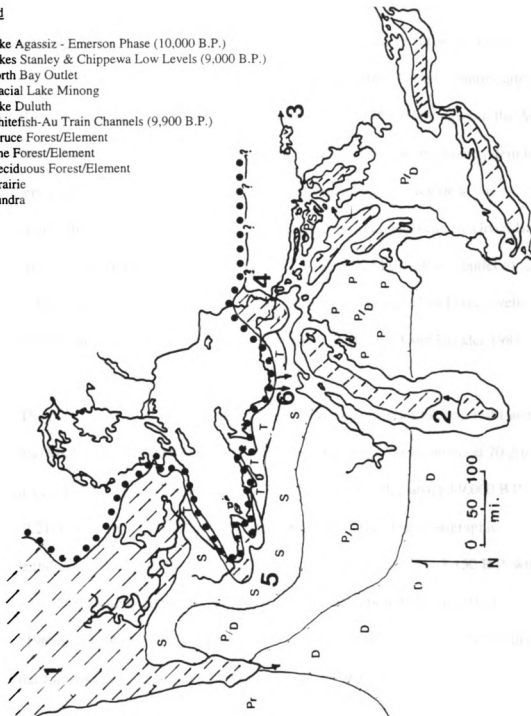 d
ke Agassiz - Emerson Phase (10,000 B.P.)
kes Stanley & Chippewa Low Levels (9,000 B.P.)
orth Bay Outlet
acial Lake Minong
ke Duluth
hitefish-Au Train Channels (9,900 B.P.)
ruce Forest/Element
ne Forest/Element
eciduous Forest/Element
rairie
undra
1
2
3
4
5
6
T
T
T
T
S
S
S
S
S
S
P/S
P/D
P/D
P/D
P/D
P
P
P
P
D
D
D
D
D
Pr
?
?
?
0 50 100
mi.
N